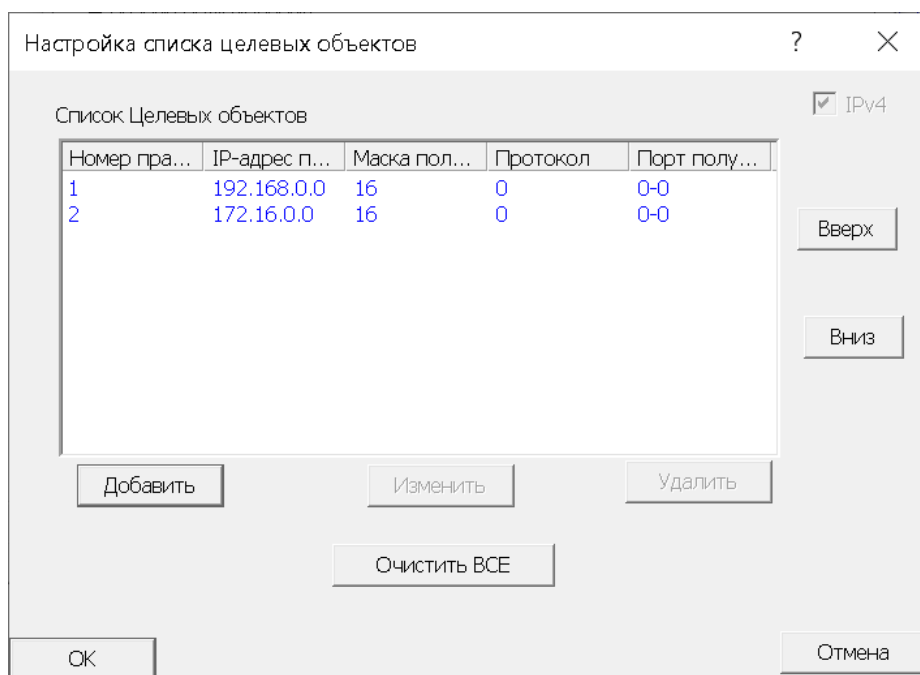 Настройка списка целевых объектов ?
IPv4
Список Целевых объектов
Номер пра... IP-адрес п... Маска пол... Протокол Порт полу...
1 192.168.0.0 16 0 0-0
2 172.16.0.0 16 0 0-0
Вверх
Вниз
Добавить Изменить Удалить
Очистить ВСЕ
OK Отмена